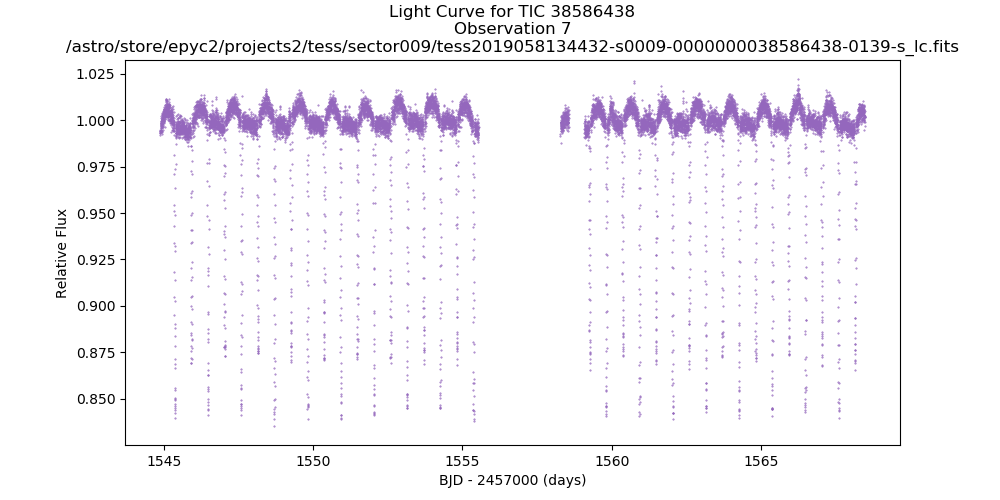 Light Curve for TIC 38586438
Observation 7
/astro/store/epyc2/projects2/tess/sector009/tess2019058134432-s0009-0000000038586438-0139-s_lc.fits
1.025
1.000
0.975
0.950
0.925
0.900
0.875
0.850
Relative Flux
1545
1550
1555
1560
1565
BJD - 2457000 (days)